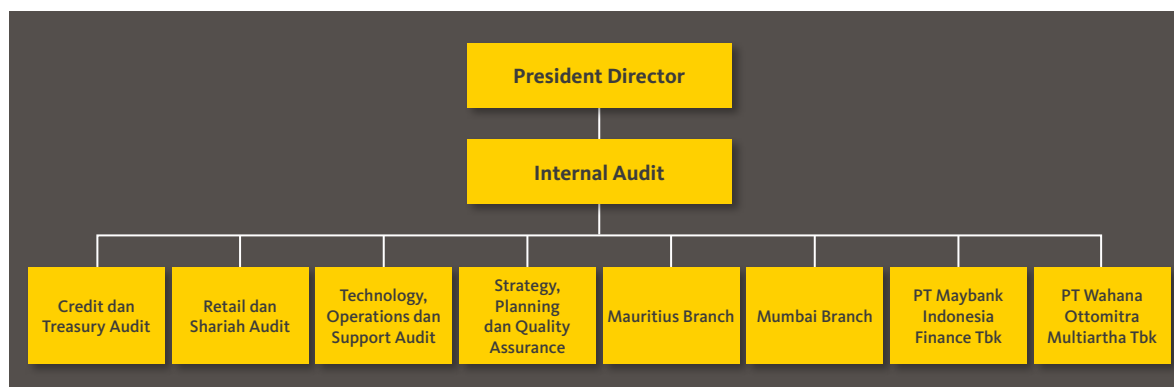 President Director
Internal Audit
Credit dan
Treasury Audit
Retail dan
Shariah Audit
Technology,
Operations dan
Support Audit
Strategy,
Planning
dan Quality
Assurance
Mauritius Branch
Mumbai Branch
PT Maybank
Indonesia
Finance Tbk
PT Wahana
Ottomitra
Multiartha Tbk